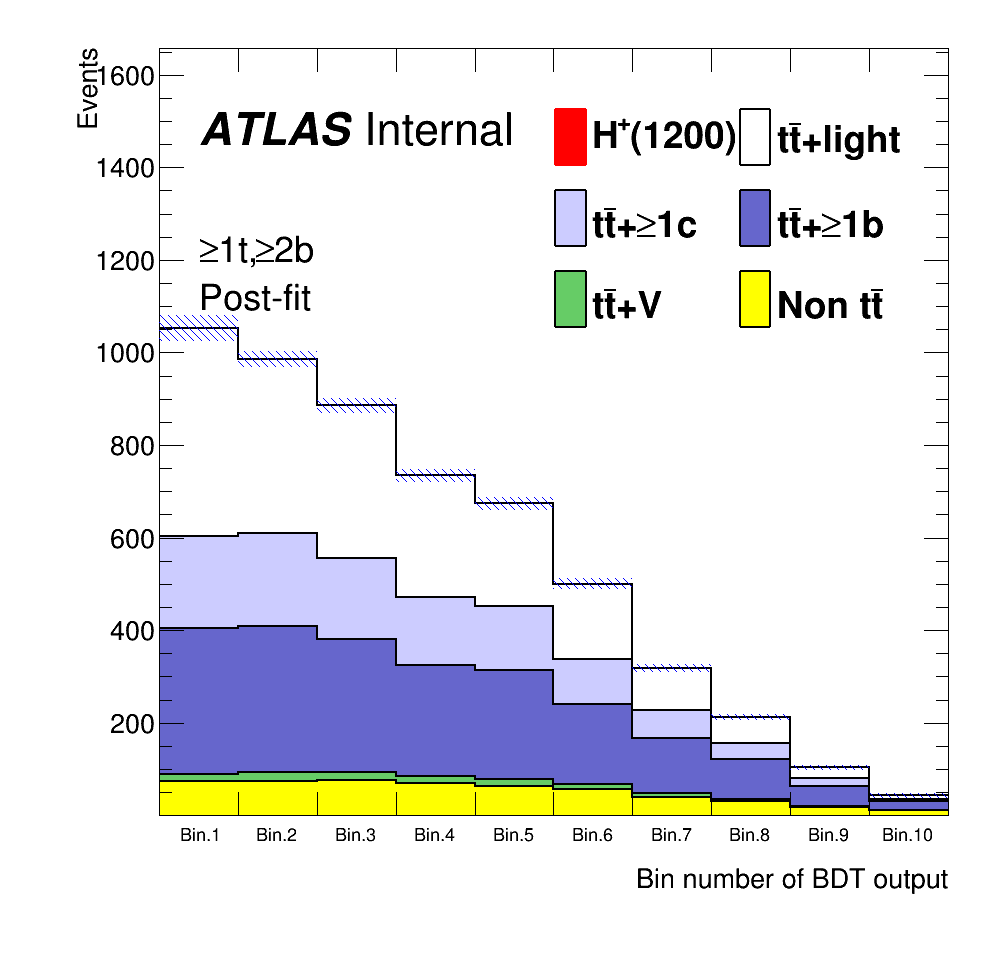 Events
1600
1400
1200
1000
800
600
400
200
ATLAS Internal
≥1t,≥2b
Post-fit
H⁺(1200) tt̄+light
tt̄+≥1c tt̄+≥1b
tt̄+V Non tt̄
Bin.1 Bin.2 Bin.3 Bin.4 Bin.5 Bin.6 Bin.7 Bin.8 Bin.9 Bin.10
Bin number of BDT output